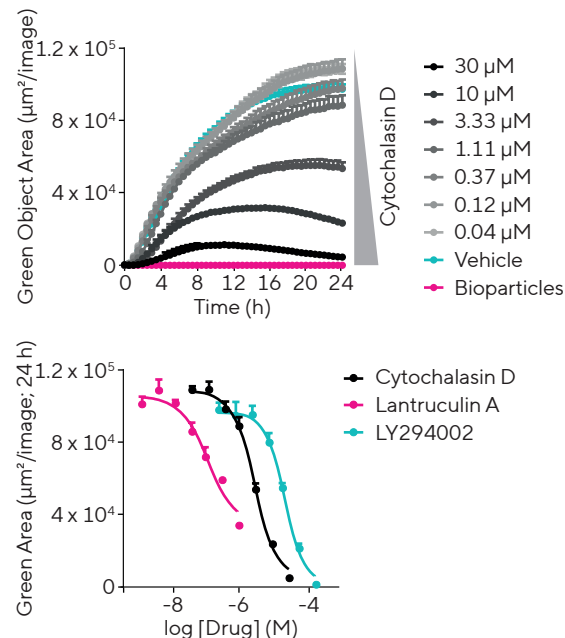 Green Object Area (µm²/image)
1.2 x 10⁵
8 x 10⁴
4 x 10⁴
0
0 4 8 12 16 20 24
Time (h)
Cytochalasin D
30 µM
10 µM
3.33 µM
1.11 µM
0.37 µM
0.12 µM
0.04 µM
Vehicle
Bioparticles
Green Area (µm²/image; 24 h)
1.2 x 10⁵
8 x 10⁴
4 x 10⁴
0
-8 -6 -4
log [Drug] (M)
Cytochalasin D
Lantruculin A
LY294002